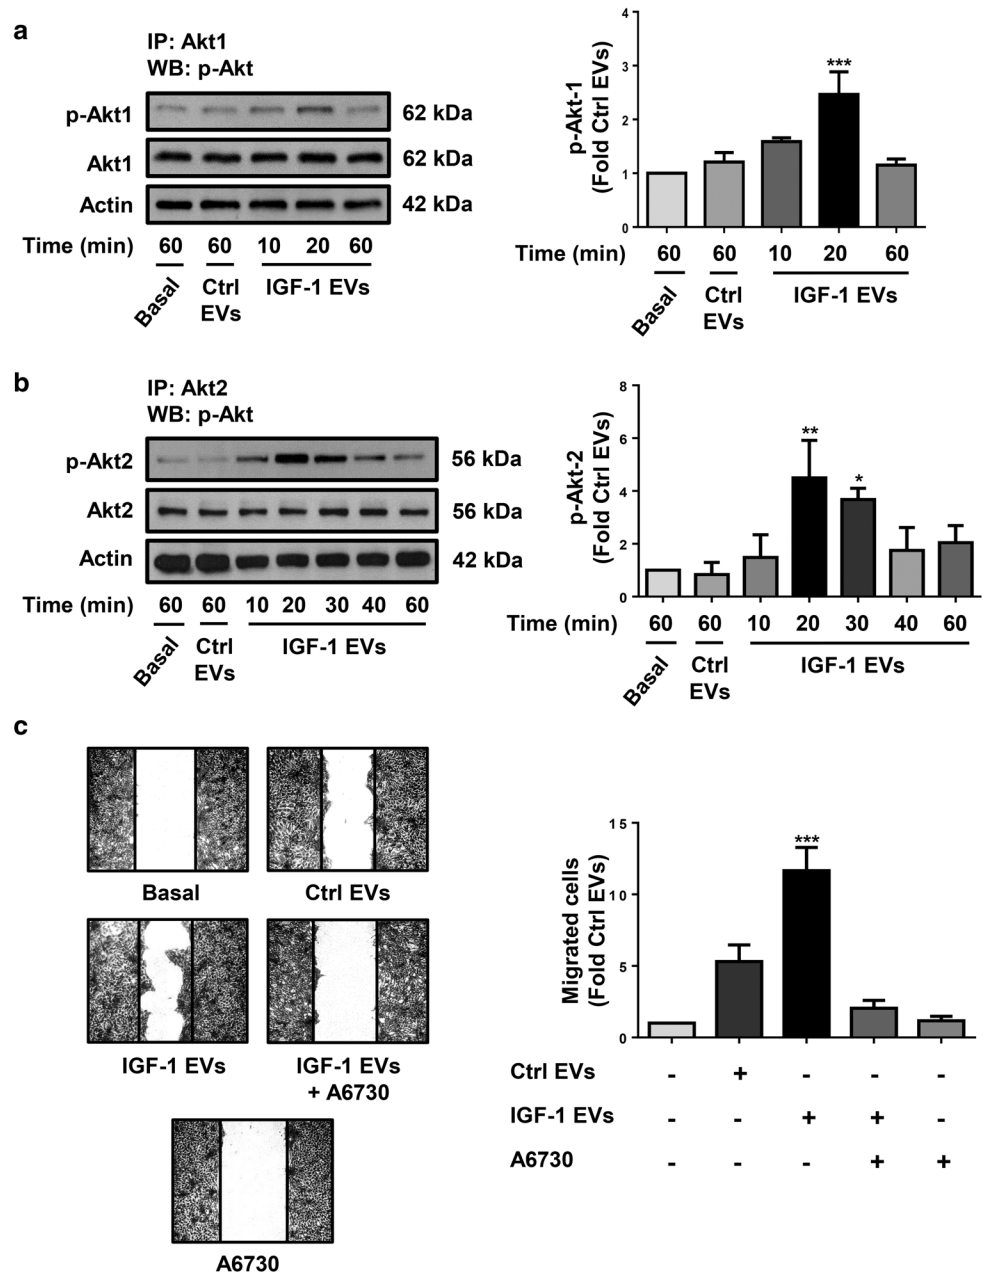 a
IP: Akt1
WB: p-Akt
p-Akt1 62 kDa
Akt1 62 kDa
Actin 42 kDa
Time (min) 60 60 10 20 60
Basal Ctrl EVs IGF-1 EVs
p-Akt-1
(Fold Ctrl EVs)
4
3
2
1
0
***
Time (min) 60 60 10 20 60
Basal Ctrl EVs IGF-1 EVs
b
IP: Akt2
WB: p-Akt
p-Akt2 56 kDa
Akt2 56 kDa
Actin 42 kDa
Time (min) 60 60 10 20 30 40 60
Basal Ctrl EVs IGF-1 EVs
p-Akt-2
(Fold Ctrl EVs)
8
6
4
2
0
**
*
Time (min) 60 60 10 20 30 40 60
Basal Ctrl EVs IGF-1 EVs
c
Basal Ctrl EVs
IGF-1 EVs IGF-1 EVs
+ A6730
A6730
Migrated cells
(Fold Ctrl EVs)
15
10
5
0
***
Ctrl EVs - + - - -
IGF-1 EVs - - + + -
A6730 - - - + +